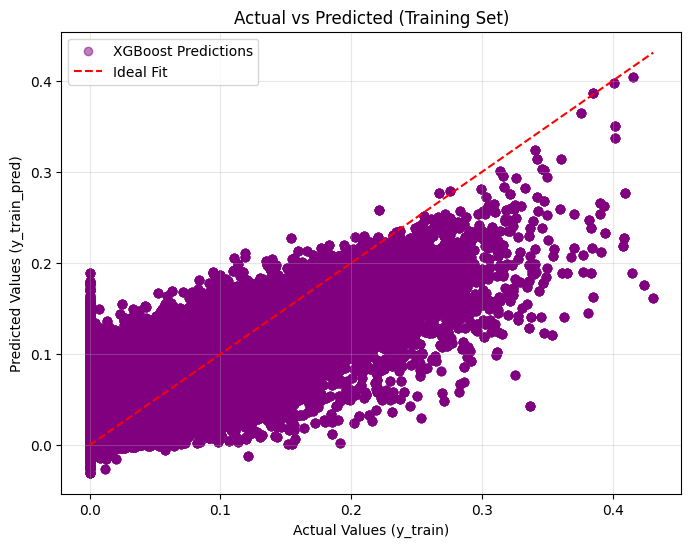 Actual vs Predicted (Training Set)
XGBoost Predictions
Ideal Fit
Predicted Values (y_train_pred)
0.4
0.3
0.2
0.1
0.0
0.0 0.1 0.2 0.3 0.4
Actual Values (y_train)